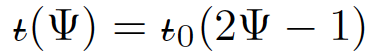 𝓉(Ψ) = 𝓉₀(2Ψ − 1)